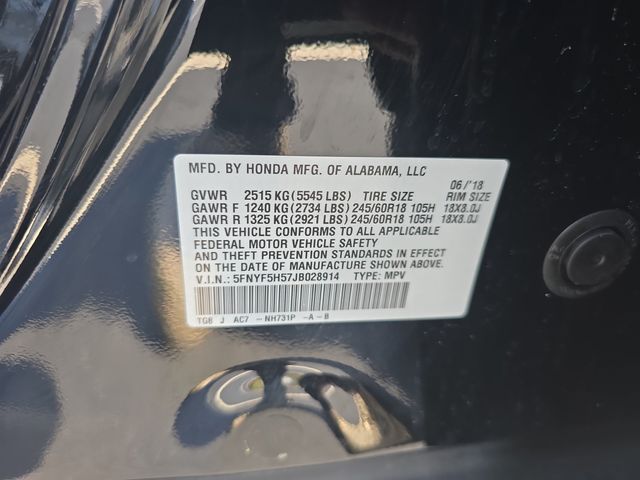 MFD. BY HONDA MFG. OF ALABAMA, LLC
06/'18
GVWR 2515 KG (5545 LBS) TIRE SIZE RIM SIZE
GAWR F 1240 KG (2734 LBS) 245/60R18 105H 18X8.0J
GAWR R 1325 KG (2921 LBS) 245/60R18 105H 18X8.0J
THIS VEHICLE CONFORMS TO ALL APPLICABLE
FEDERAL MOTOR VEHICLE SAFETY
AND THEFT PREVENTION STANDARDS IN EFFECT
ON THE DATE OF MANUFACTURE SHOWN ABOVE.
V.I.N.: 5FNYF5H57JB028914 TYPE: MPV
TG8 J AC7 -NH731P -A-B